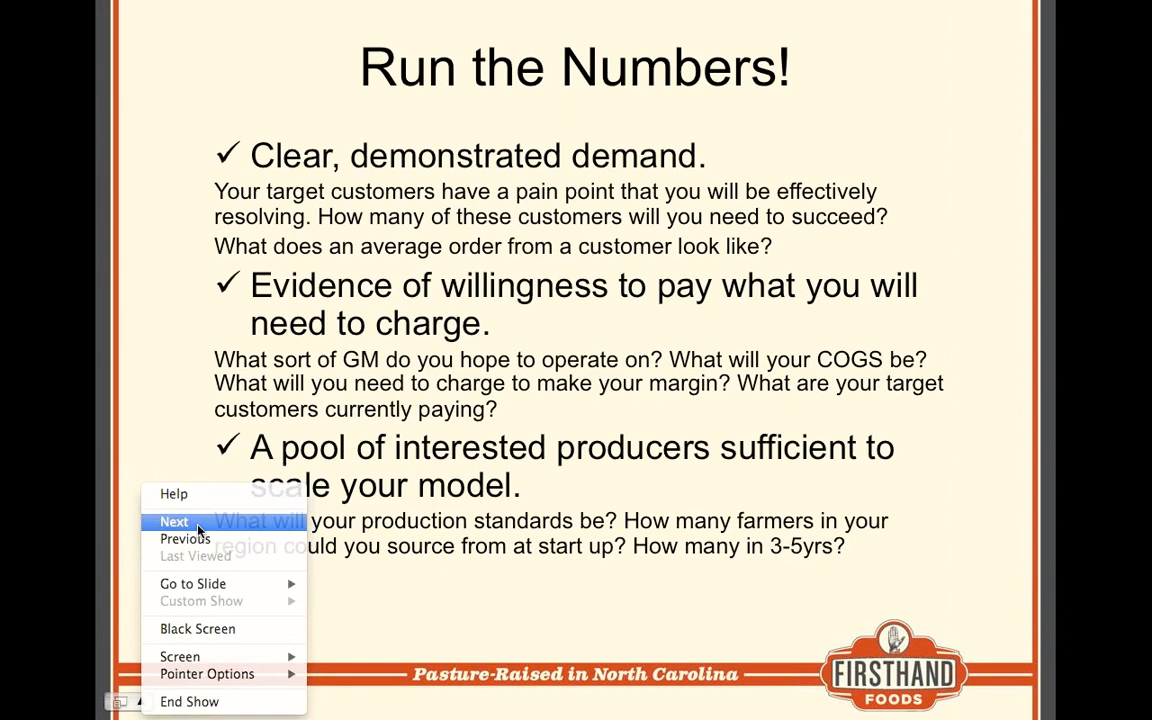 Run the Numbers!
✓ Clear, demonstrated demand.
Your target customers have a pain point that you will be effectively
resolving. How many of these customers will you need to succeed?
What does an average order from a customer look like?
✓ Evidence of willingness to pay what you will
need to charge.
What sort of GM do you hope to operate on? What will your COGS be?
What will you need to charge to make your margin? What are your target
customers currently paying?
✓ A pool of interested producers sufficient to
scale your model.
What will your production standards be? How many farmers in your
region could you source from at start up? How many in 3-5yrs?
Help
Next
Previous
Last Viewed
Go to Slide
Custom Show
Black Screen
Screen
Pointer Options
End Show
Pasture-Raised in North Carolina
FIRSTHAND
FOODS